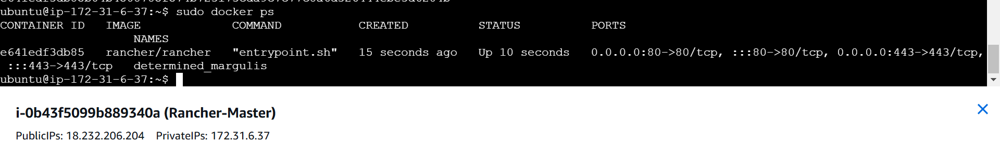 ubuntu@ip-172-31-6-37:~$ sudo docker ps
CONTAINER ID   IMAGE             COMMAND           CREATED          STATUS          PORTS
NAMES
e641edf3db85   rancher/rancher   "entrypoint.sh"   15 seconds ago   Up 10 seconds   0.0.0.0:80->80/tcp, :::80->80/tcp, 0.0.0.0:443->443/tcp,
:::443->443/tcp   determined_margulis
ubuntu@ip-172-31-6-37:~$
i-0b43f5099b889340a (Rancher-Master)
PublicIPs: 18.232.206.204   PrivateIPs: 172.31.6.37